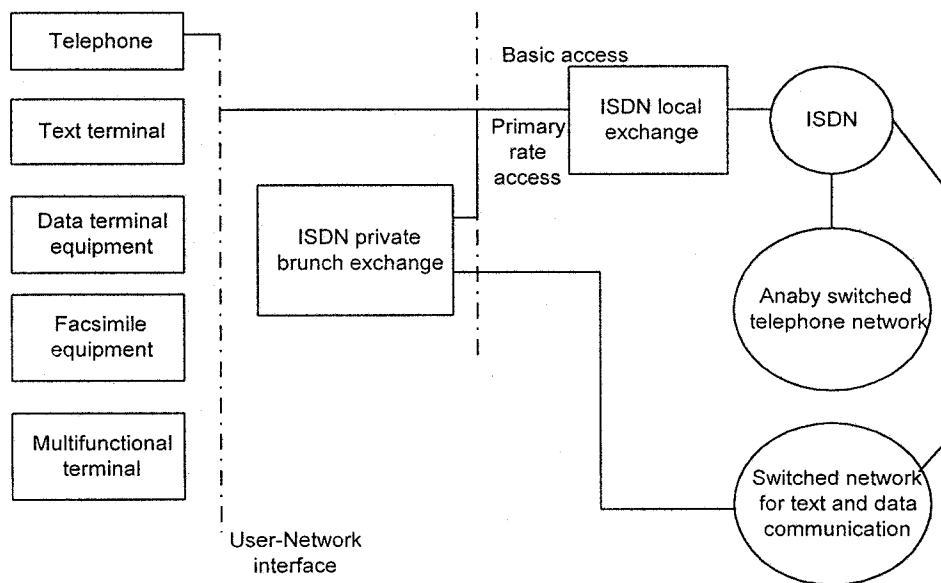 Telephone
Text terminal
Data terminal
equipment
Facsimile
equipment
Multifunctional
terminal
User-Network
interface
ISDN private
brunch exchange
Basic access
Primary
rate
access
ISDN local
exchange
ISDN
Anaby switched
telephone network
Switched network
for text and data
communication